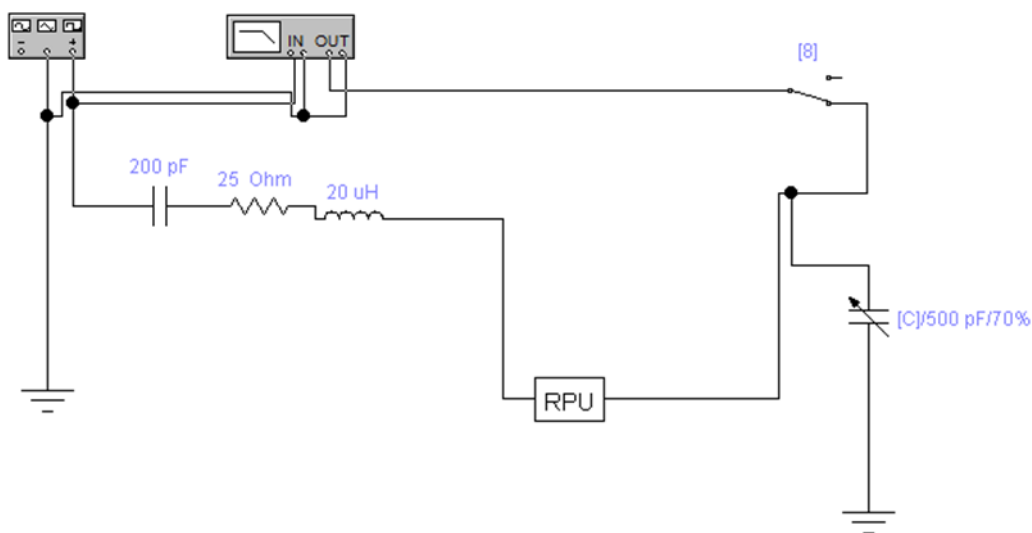 - +
IN OUT
[8]
200 pF
25 Ohm
20 uH
[C]/500 pF/70%
RPU